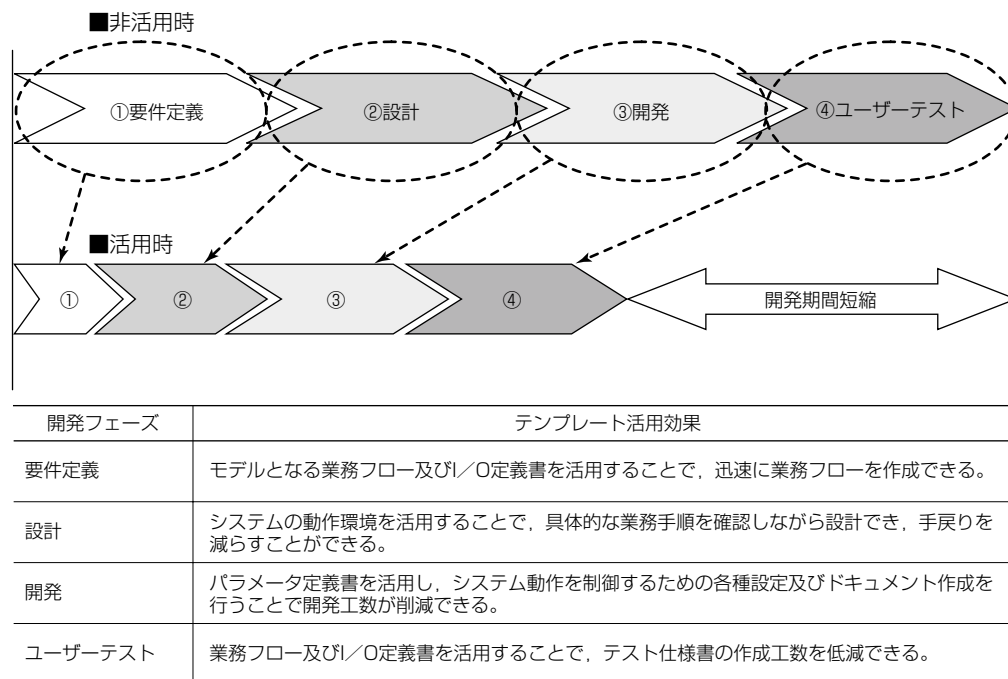 ■非活用時
①要件定義
②設計
③開発
④ユーザーテスト
■活用時
①
②
③
④
開発期間短縮
開発フェーズ
テンプレート活用効果
要件定義
モデルとなる業務フロー及びI／O定義書を活用することで，迅速に業務フローを作成できる。
設計
システムの動作環境を活用することで，具体的な業務手順を確認しながら設計でき，手戻りを
減らすことができる。
開発
パラメータ定義書を活用し，システム動作を制御するための各種設定及びドキュメント作成を
行うことで開発工数が削減できる。
ユーザーテスト
業務フロー及びI／O定義書を活用することで，テスト仕様書の作成工数を低減できる。